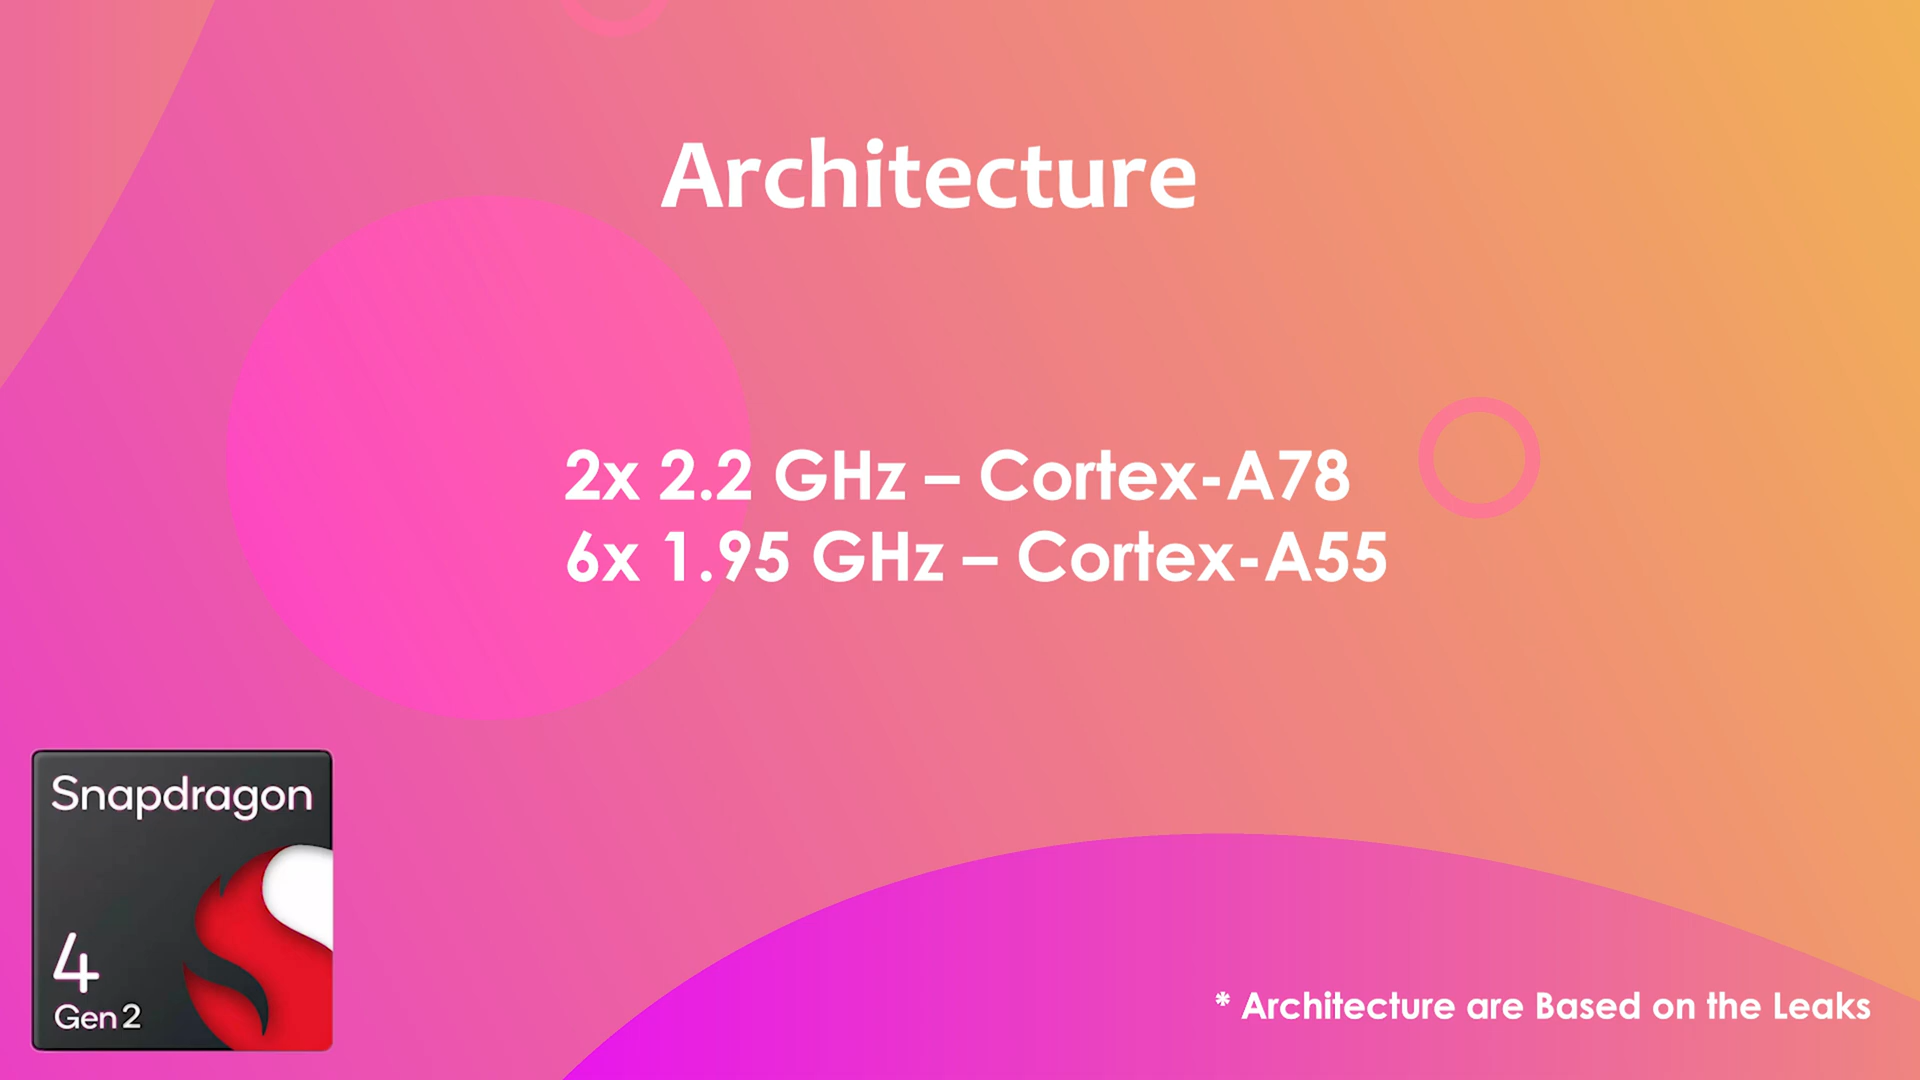 Architecture
2x 2.2 GHz – Cortex-A78
6x 1.95 GHz – Cortex-A55
Snapdragon
4
Gen 2
* Architecture are Based on the Leaks